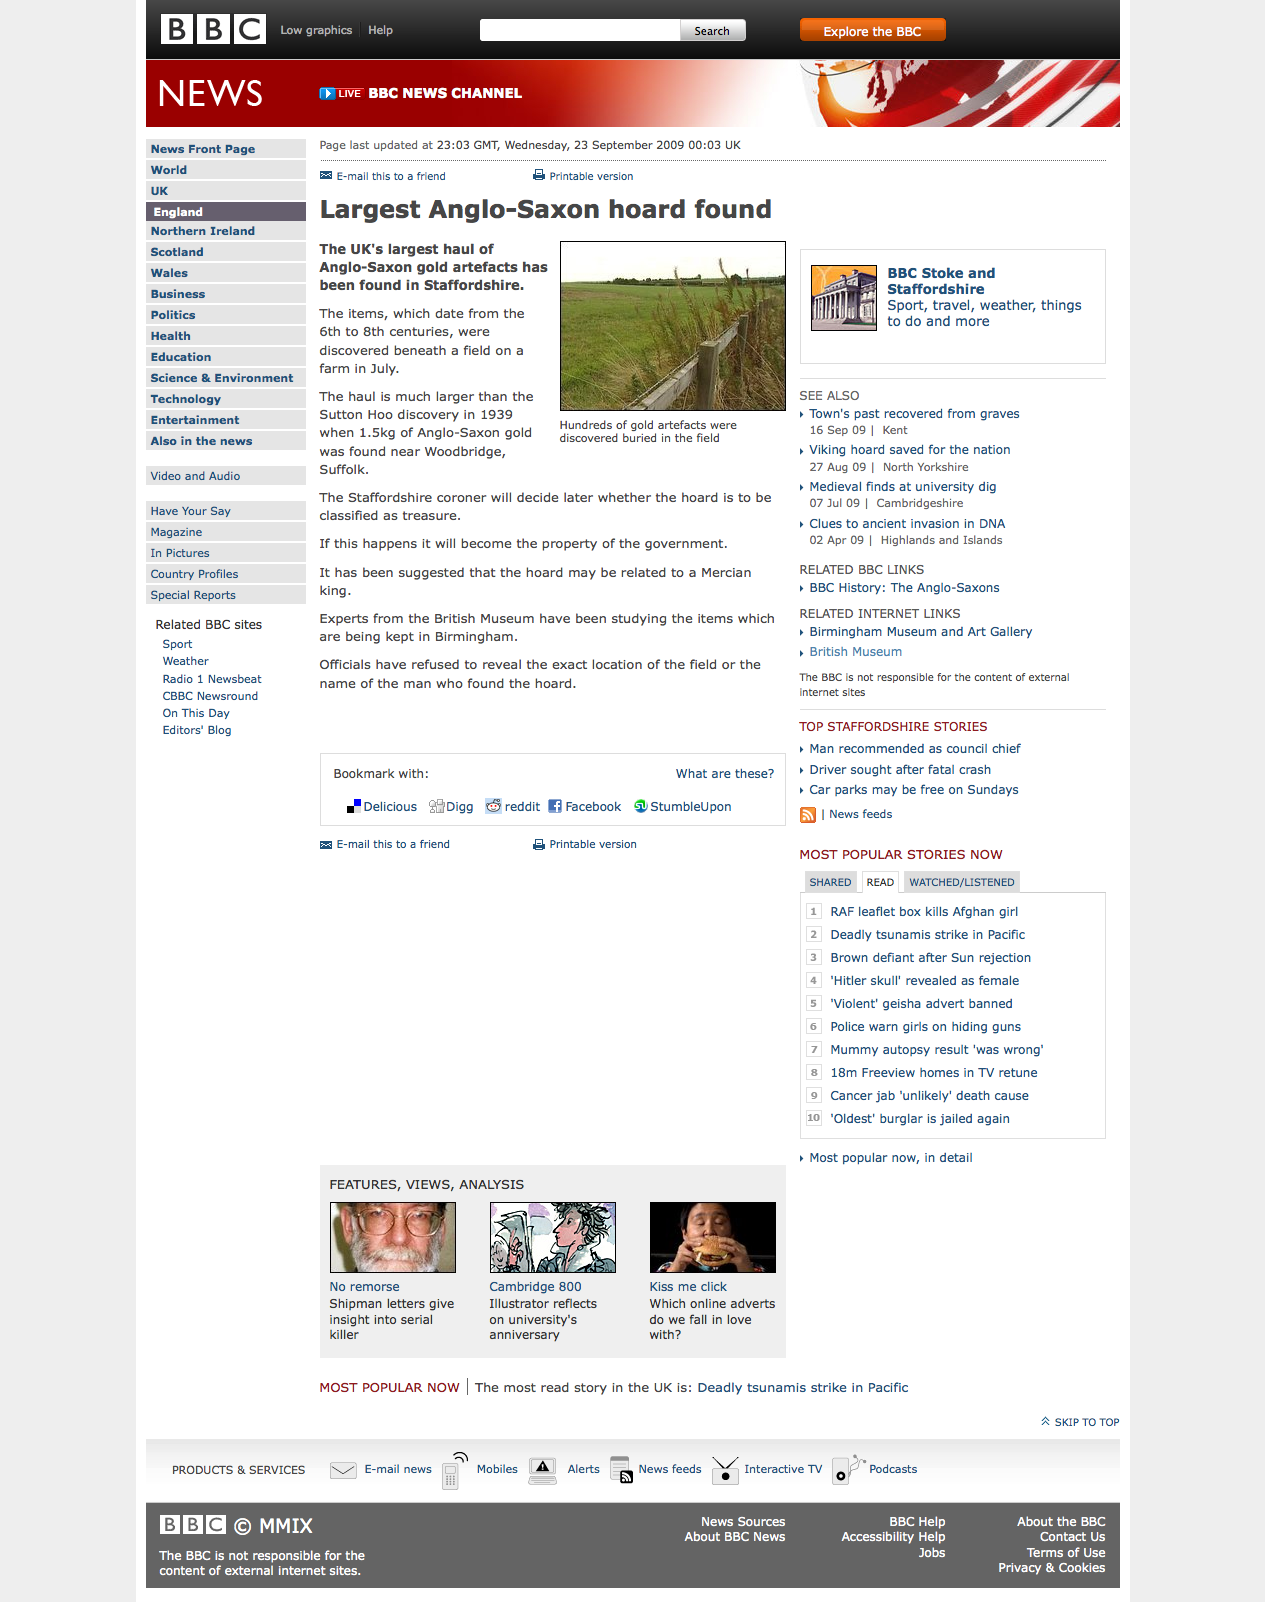 BBC
Low graphics
Help
Search
Explore the BBC
NEWS
LIVE BBC NEWS CHANNEL
News Front Page
World
UK
England
Northern Ireland
Scotland
Wales
Business
Politics
Health
Education
Science & Environment
Technology
Entertainment
Also in the news
Video and Audio
Have Your Say
Magazine
In Pictures
Country Profiles
Special Reports
Related BBC sites
Sport
Weather
Radio 1 Newsbeat
CBBC Newsround
On This Day
Editors' Blog
Page last updated at 23:03 GMT, Wednesday, 23 September 2009 00:03 UK
E-mail this to a friend
Printable version
Largest Anglo-Saxon hoard found
The UK's largest haul of
Anglo-Saxon gold artefacts has
been found in Staffordshire.
The items, which date from the
6th to 8th centuries, were
discovered beneath a field on a
farm in July.
The haul is much larger than the
Sutton Hoo discovery in 1939
when 1.5kg of Anglo-Saxon gold
was found near Woodbridge,
Suffolk.
Hundreds of gold artefacts were
discovered buried in the field
The Staffordshire coroner will decide later whether the hoard is to be
classified as treasure.
If this happens it will become the property of the government.
It has been suggested that the hoard may be related to a Mercian
king.
Experts from the British Museum have been studying the items which
are being kept in Birmingham.
Officials have refused to reveal the exact location of the field or the
name of the man who found the hoard.
Bookmark with:
What are these?
Delicious
Digg
reddit
Facebook
StumbleUpon
E-mail this to a friend
Printable version
BBC Stoke and
Staffordshire
Sport, travel, weather, things
to do and more
SEE ALSO
Town's past recovered from graves
16 Sep 09 | Kent
Viking hoard saved for the nation
27 Aug 09 | North Yorkshire
Medieval finds at university dig
07 Jul 09 | Cambridgeshire
Clues to ancient invasion in DNA
02 Apr 09 | Highlands and Islands
RELATED BBC LINKS
BBC History: The Anglo-Saxons
RELATED INTERNET LINKS
Birmingham Museum and Art Gallery
British Museum
The BBC is not responsible for the content of external
internet sites
TOP STAFFORDSHIRE STORIES
Man recommended as council chief
Driver sought after fatal crash
Car parks may be free on Sundays
| News feeds
MOST POPULAR STORIES NOW
SHARED
READ
WATCHED/LISTENED
1 RAF leaflet box kills Afghan girl
2 Deadly tsunamis strike in Pacific
3 Brown defiant after Sun rejection
4 'Hitler skull' revealed as female
5 'Violent' geisha advert banned
6 Police warn girls on hiding guns
7 Mummy autopsy result 'was wrong'
8 18m Freeview homes in TV retune
9 Cancer jab 'unlikely' death cause
10 'Oldest' burglar is jailed again
Most popular now, in detail
FEATURES, VIEWS, ANALYSIS
No remorse
Shipman letters give
insight into serial
killer
Cambridge 800
Illustrator reflects
on university's
anniversary
Kiss me click
Which online adverts
do we fall in love
with?
MOST POPULAR NOW | The most read story in the UK is: Deadly tsunamis strike in Pacific
SKIP TO TOP
PRODUCTS & SERVICES
E-mail news
Mobiles
Alerts
News feeds
Interactive TV
Podcasts
BBC © MMIX
The BBC is not responsible for the
content of external internet sites.
News Sources
About BBC News
BBC Help
Accessibility Help
Jobs
About the BBC
Contact Us
Terms of Use
Privacy & Cookies